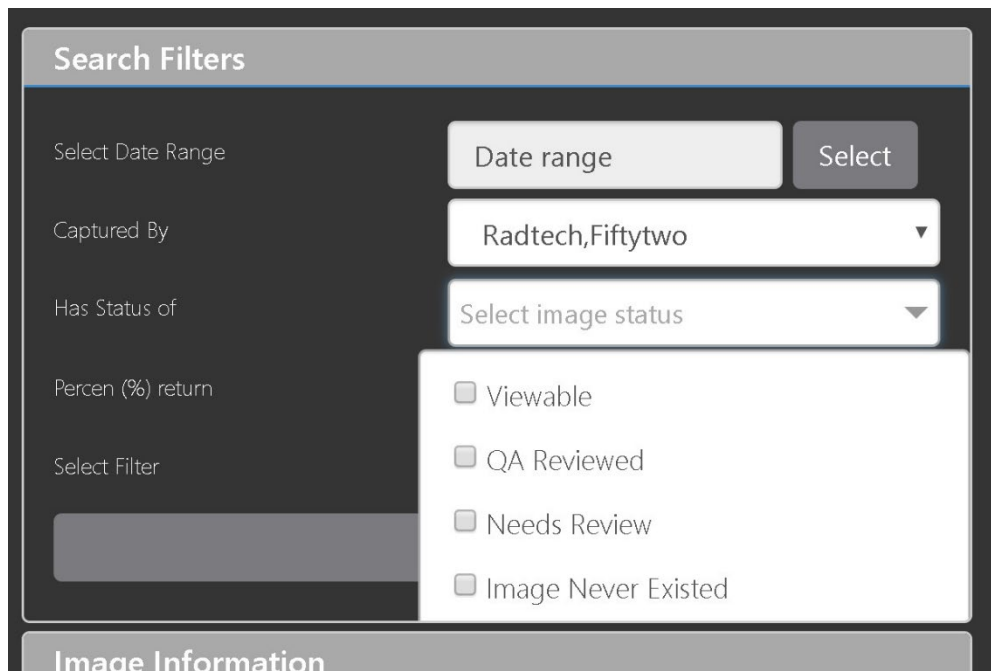 Search Filters
Select Date Range
Date range
Select
Captured By
Radtech,Fiftytwo
Has Status of
Select image status
Percen (%) return
Viewable
QA Reviewed
Select Filter
Needs Review
Image Never Existed
Image Information